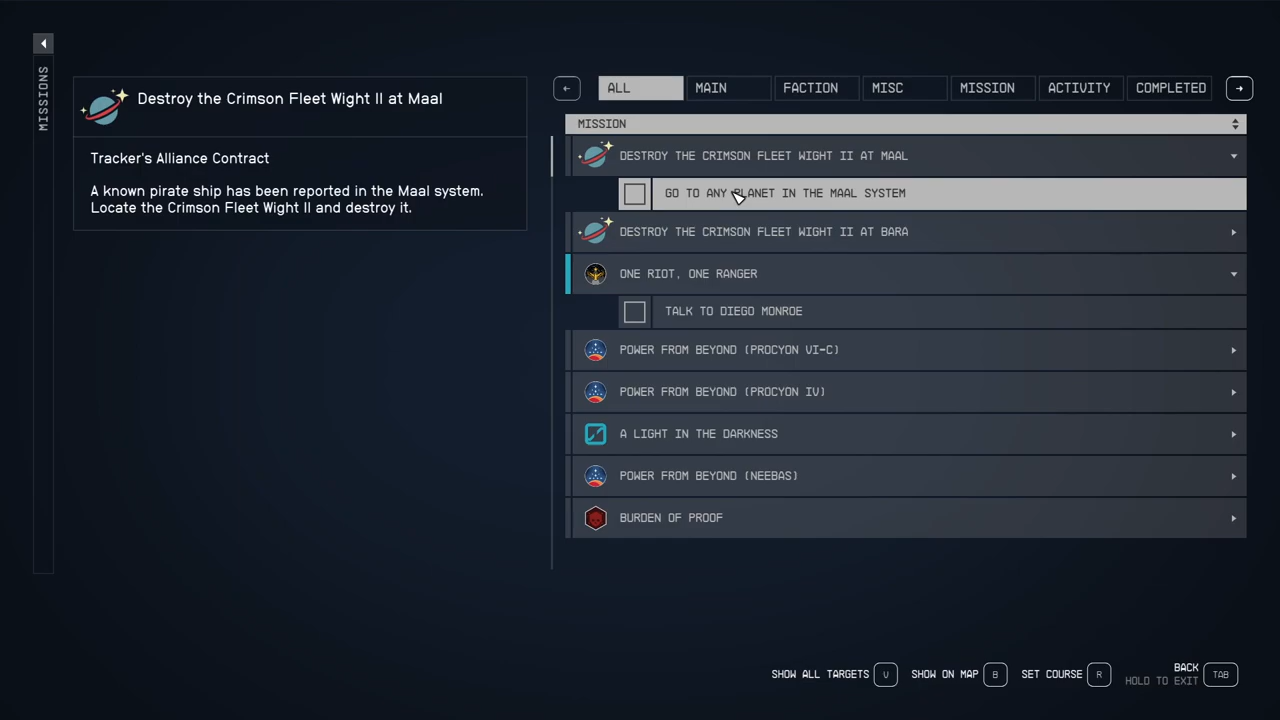 MISSIONS
Destroy the Crimson Fleet Wight II at Maal
Tracker's Alliance Contract
A known pirate ship has been reported in the Maal system.
Locate the Crimson Fleet Wight II and destroy it.
ALL MAIN FACTION MISC MISSION ACTIVITY COMPLETED
MISSION
DESTROY THE CRIMSON FLEET WIGHT II AT MAAL
GO TO ANY PLANET IN THE MAAL SYSTEM
DESTROY THE CRIMSON FLEET WIGHT II AT BARA
ONE RIOT, ONE RANGER
TALK TO DIEGO MONROE
POWER FROM BEYOND (PROCYON VI-C)
POWER FROM BEYOND (PROCYON IV)
A LIGHT IN THE DARKNESS
POWER FROM BEYOND (NEEBAS)
BURDEN OF PROOF
SHOW ALL TARGETS V SHOW ON MAP B SET COURSE R BACK TAB
HOLD TO EXIT